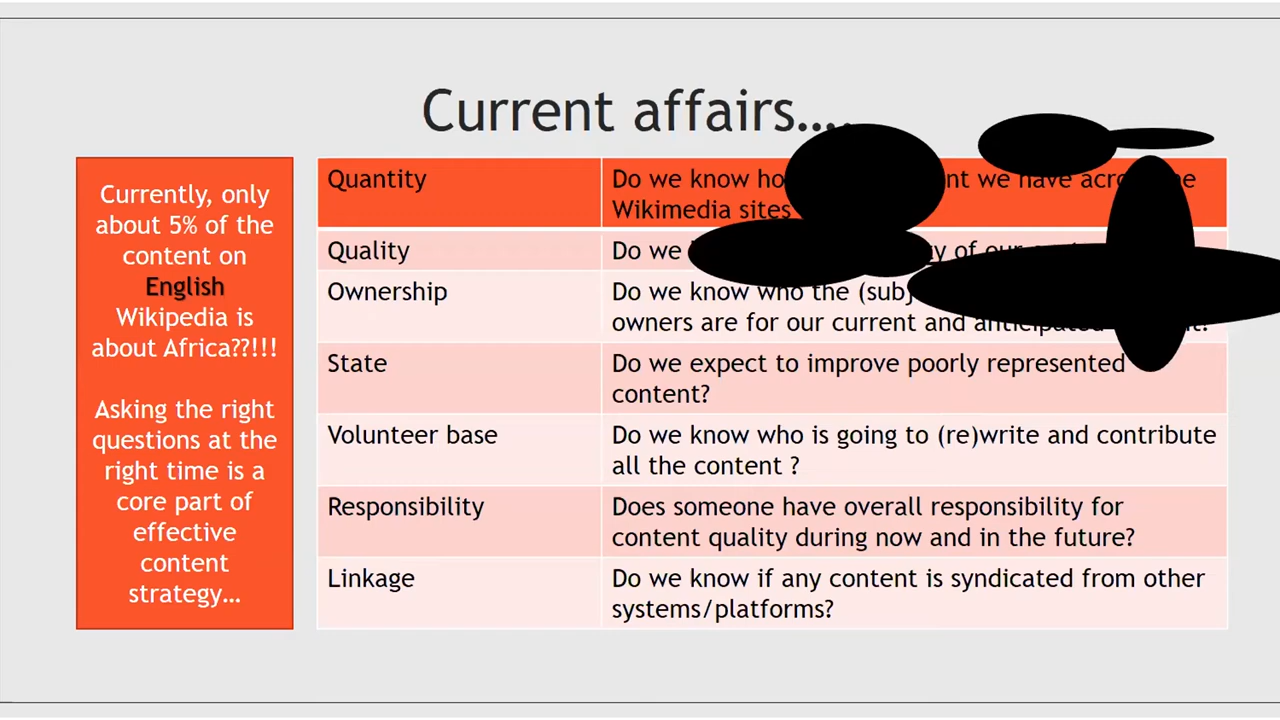 Current affairs….
Currently, only
about 5% of the
content on
English
Wikipedia is
about Africa??!!!
Asking the right
questions at the
right time is a
core part of
effective
content
strategy…
Quantity
Do we know we have
Wikimedia sites
Quality
Do we of
Ownership
Do we know who the
owners are for our current and
State
Do we expect to improve poorly represented
content?
Volunteer base
Do we know who is going to (re)write and contribute
all the content ?
Responsibility
Does someone have overall responsibility for
content quality during now and in the future?
Linkage
Do we know if any content is syndicated from other
systems/platforms?